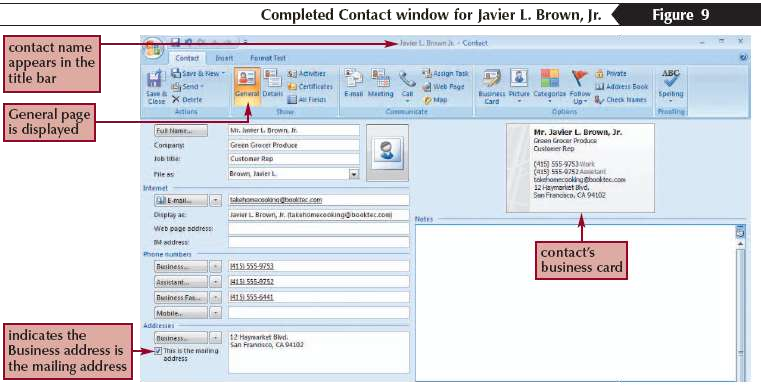 Completed Contact window for Javier L. Brown, Jr.
Figure 9
contact name
appears in the
title bar
Javier L. Brown Jr. - Contact
Contact Insert Format Text
Save &
Close
Save & New
Send
Delete
Actions
General Details
Activities
Certificates
All Fields
Show
E-mail Meeting Call
Assign Task
Web Page
Map
Communicate
Business
Card
Picture Categorize Follow
Up
Private
Address Book
Check Names
Options
ABC
Spelling
Proofing
General page
is displayed
Full Name... Mr. Javier L. Brown, Jr.
Company: Green Grocer Produce
Job title: Customer Rep
File as: Brown, Javier L.
Internet
E-mail... takehomecooking@booktec.com
Display as: Javier L. Brown, Jr. (takehomecooking@booktec.com)
Web page address:
IM address:
Phone numbers
Business... (415) 555-9753
Assistant... (415) 555-9752
Business Fax... (415) 555-6441
Mobile...
Addresses
Business... 12 Haymarket Blvd.
San Francisco, CA 94102
This is the mailing
address
Mr. Javier L. Brown, Jr.
Green Grocer Produce
Customer Rep
(415) 555-9753 Work
(415) 555-9752 Assistant
takehomecooking@booktec.com
12 Haymarket Blvd.
San Francisco, CA 94102
Notes
contact's
business card
indicates the
Business address is
the mailing address